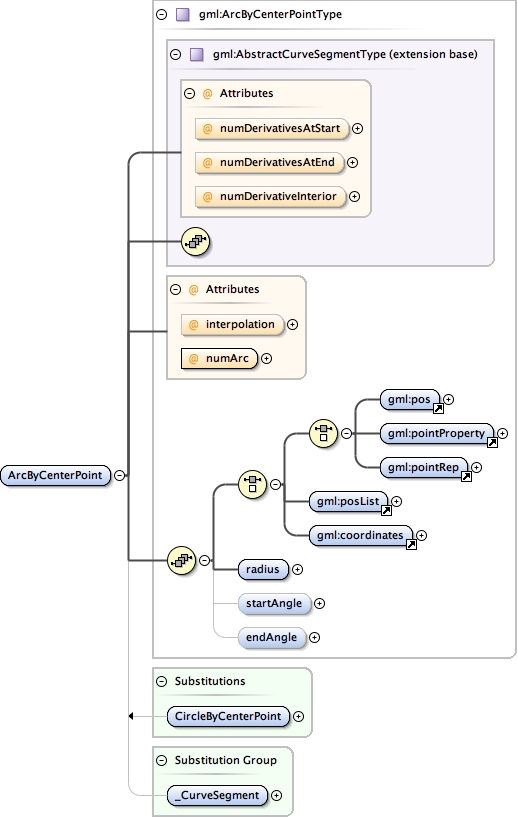 gml:ArcByCenterPointType
gml:AbstractCurveSegmentType (extension base)
@ Attributes
@ numDerivativesAtStart
@ numDerivativesAtEnd
@ numDerivativeInterior
@ Attributes
@ interpolation
@ numArc
gml:pos
gml:pointProperty
ArcByCenterPoint
gml:pointRep
gml:posList
gml:coordinates
radius
startAngle
endAngle
Substitutions
CircleByCenterPoint
Substitution Group
_CurveSegment